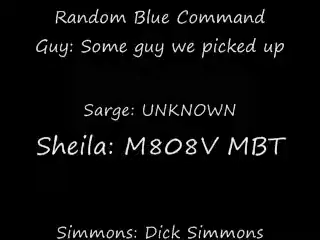 Random Blue Command
Guy: Some guy we picked up
Sarge: UNKNOWN
Sheila: M808V MBT
Simmons: Dick Simmons